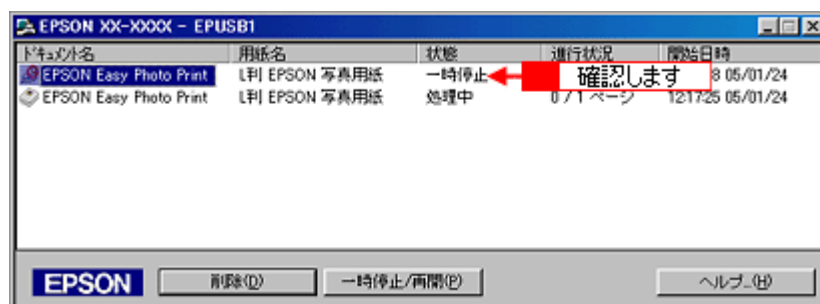 EPSON XX-XXXX - EPUSB1
ドキュメント名 用紙名 状態 進行状況 開始日時
EPSON Easy Photo Print L判 EPSON 写真用紙 一時停止 確認します 8 05/01/24
EPSON Easy Photo Print L判 EPSON 写真用紙 処理中 0 / 1 ページ 12:17:25 05/01/24
EPSON 削除(D) 一時停止/再開(P) ヘルプ...(H)